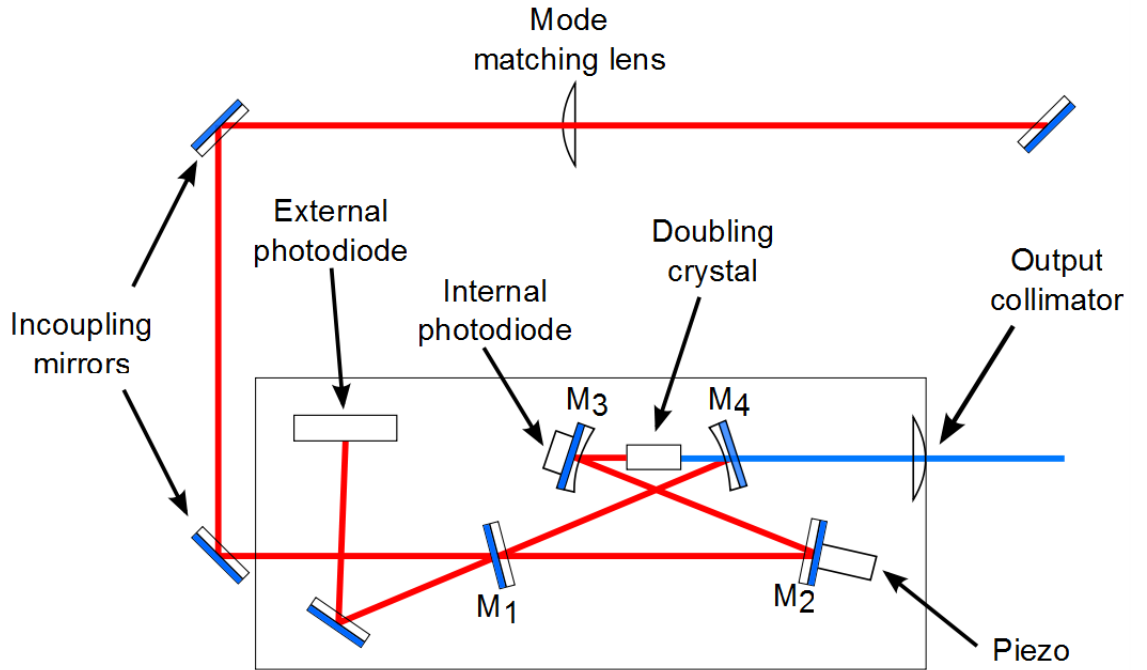 Mode
matching lens
External
photodiode
Doubling
crystal
Output
collimator
Internal
photodiode
Incoupling
mirrors
M3
M4
M1
M2
Piezo